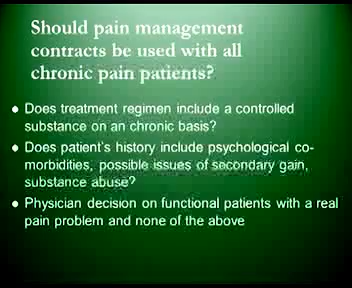 Should pain management
contracts be used with all
chronic pain patients?
Does treatment regimen include a controlled
substance on an chronic basis?
Does patient's history include psychological co-
morbidities, possible issues of secondary gain,
substance abuse?
Physician decision on functional patients with a real
pain problem and none of the above